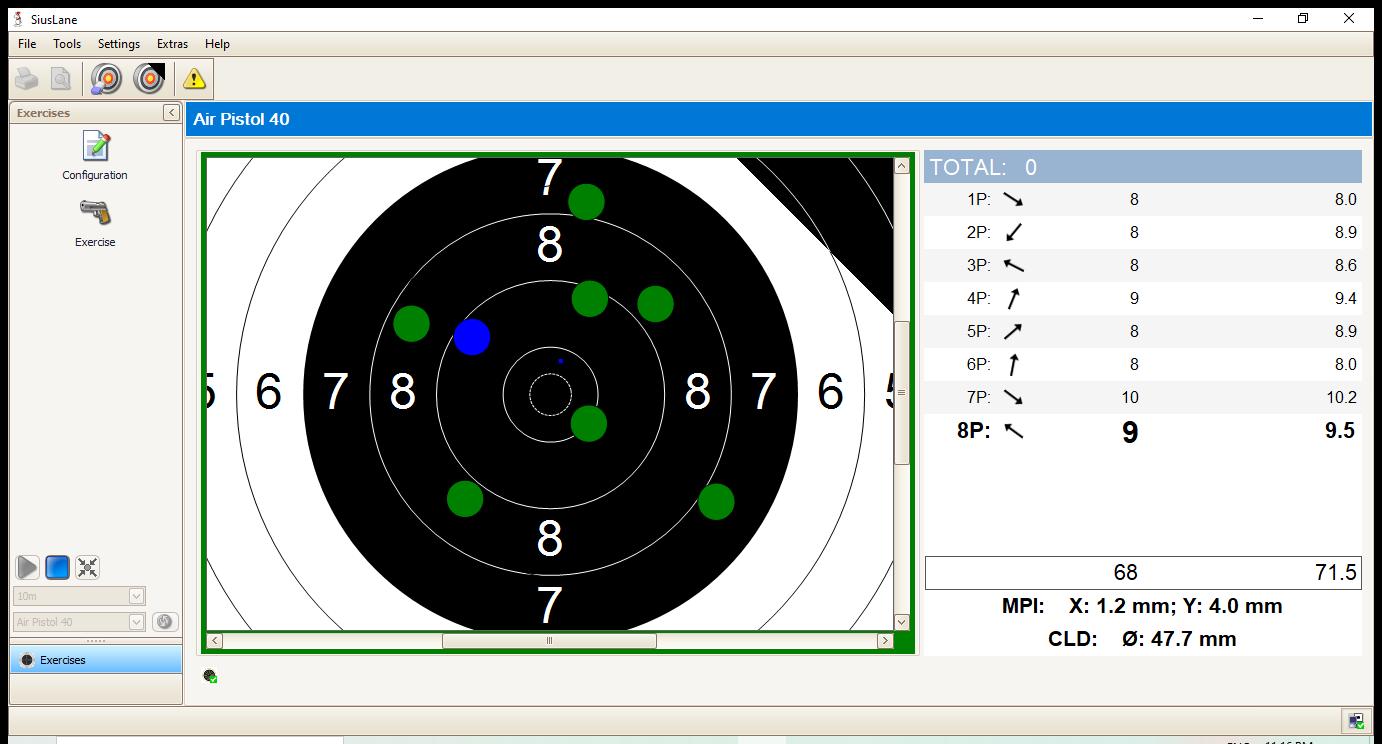 SiusLane
File Tools Settings Extras Help
Exercises
Configuration
Exercise
10m
Air Pistol 40
Exercises
Air Pistol 40
7
8
6 7 8 8 7 6
8
7
TOTAL: 0
1P: 8 8.0
2P: 8 8.9
3P: 8 8.6
4P: 9 9.4
5P: 8 8.9
6P: 8 8.0
7P: 10 10.2
8P: 9 9.5
68 71.5
MPI: X: 1.2 mm; Y: 4.0 mm
CLD: Ø: 47.7 mm